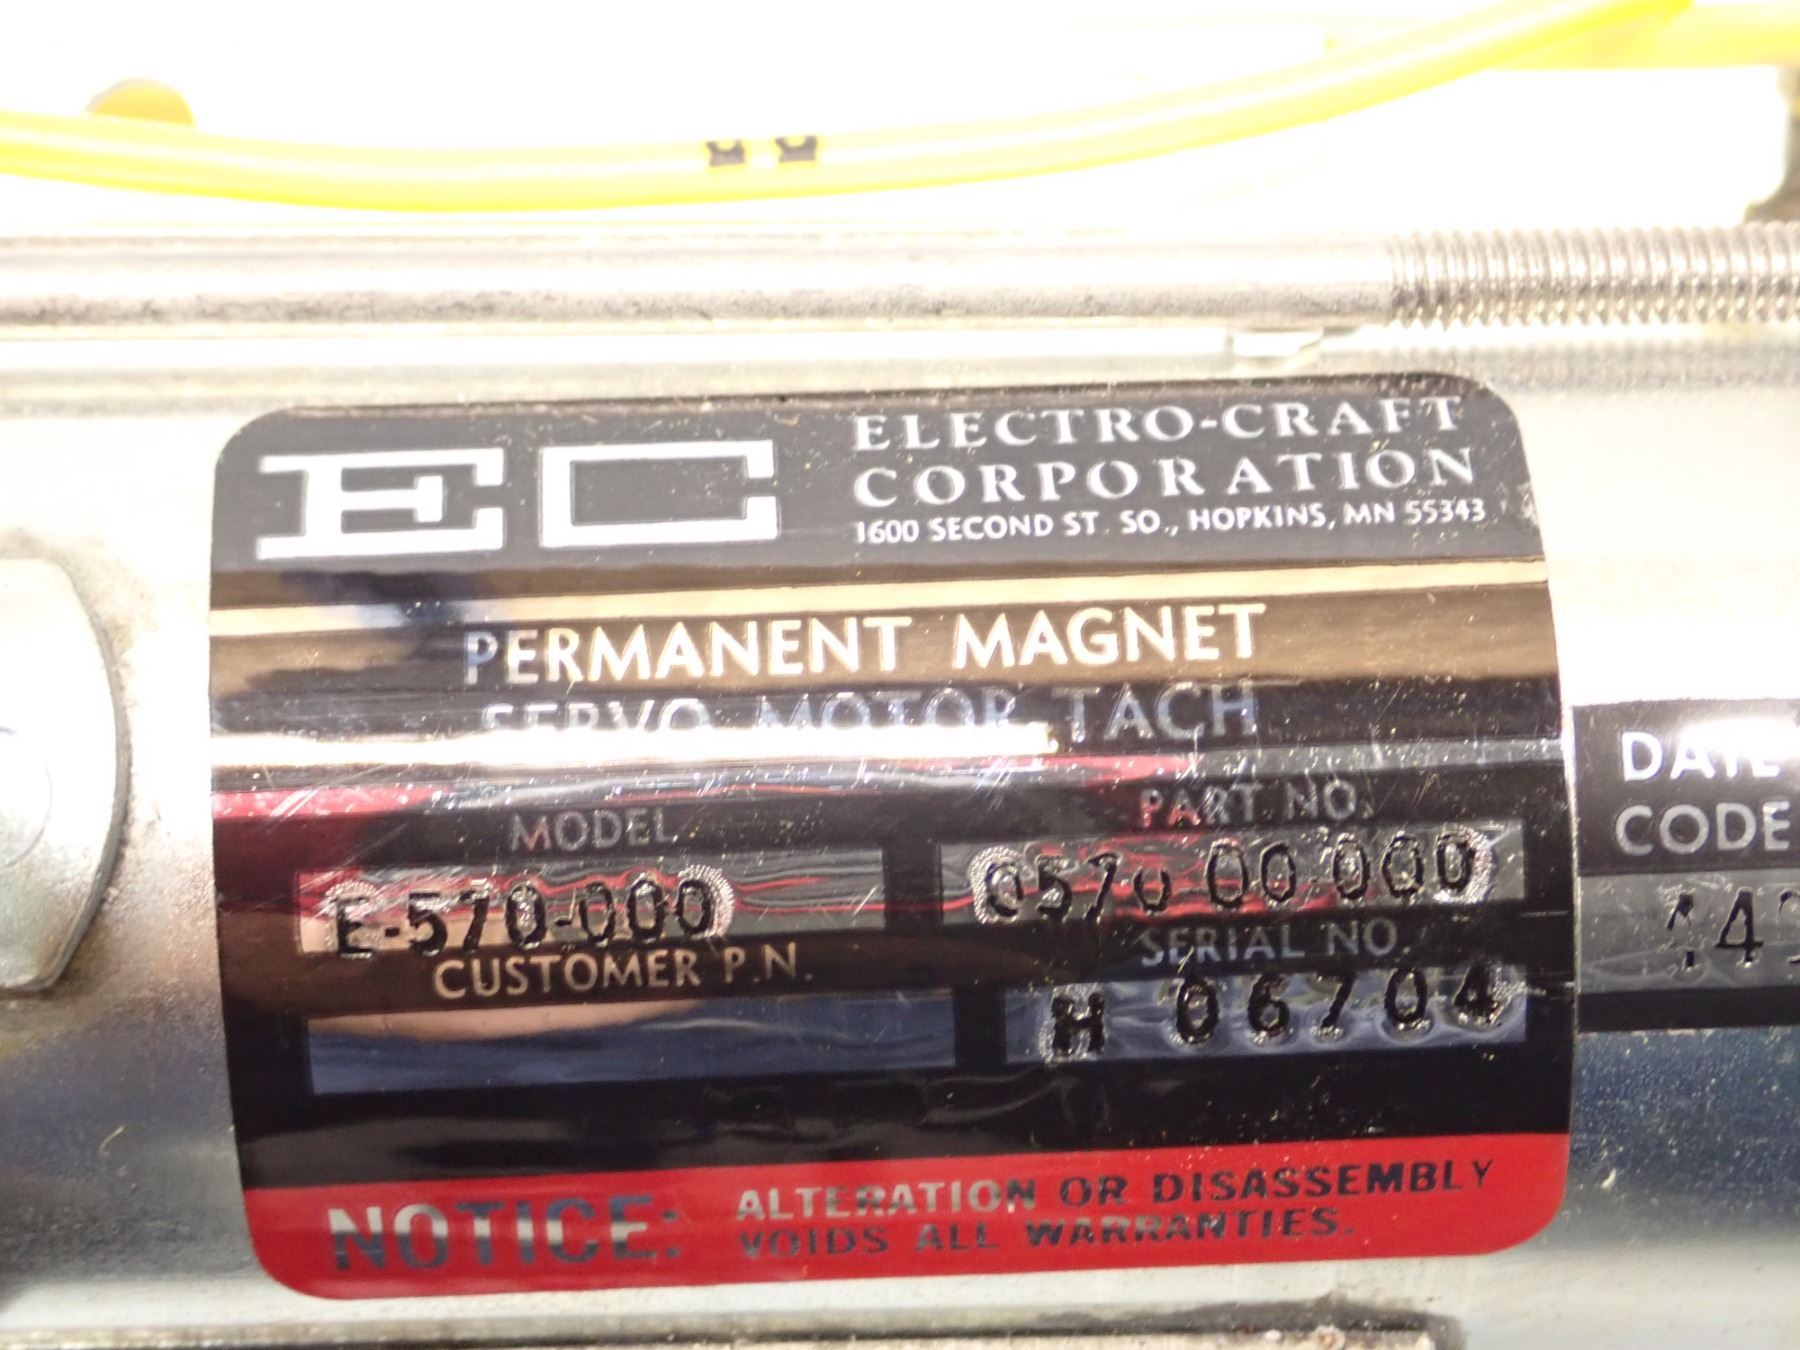 EC
ELECTRO-CRAFT
CORPORATION
1600 SECOND ST. SO., HOPKINS, MN 55343
PERMANENT MAGNET
SERVO MOTOR TACH
MODEL
E-570-000
PART NO.
0570 00 000
CUSTOMER P.N.
SERIAL NO.
H 06704
NOTICE: ALTERATION OR DISASSEMBLY
VOIDS ALL WARRANTIES.
DATE
CODE